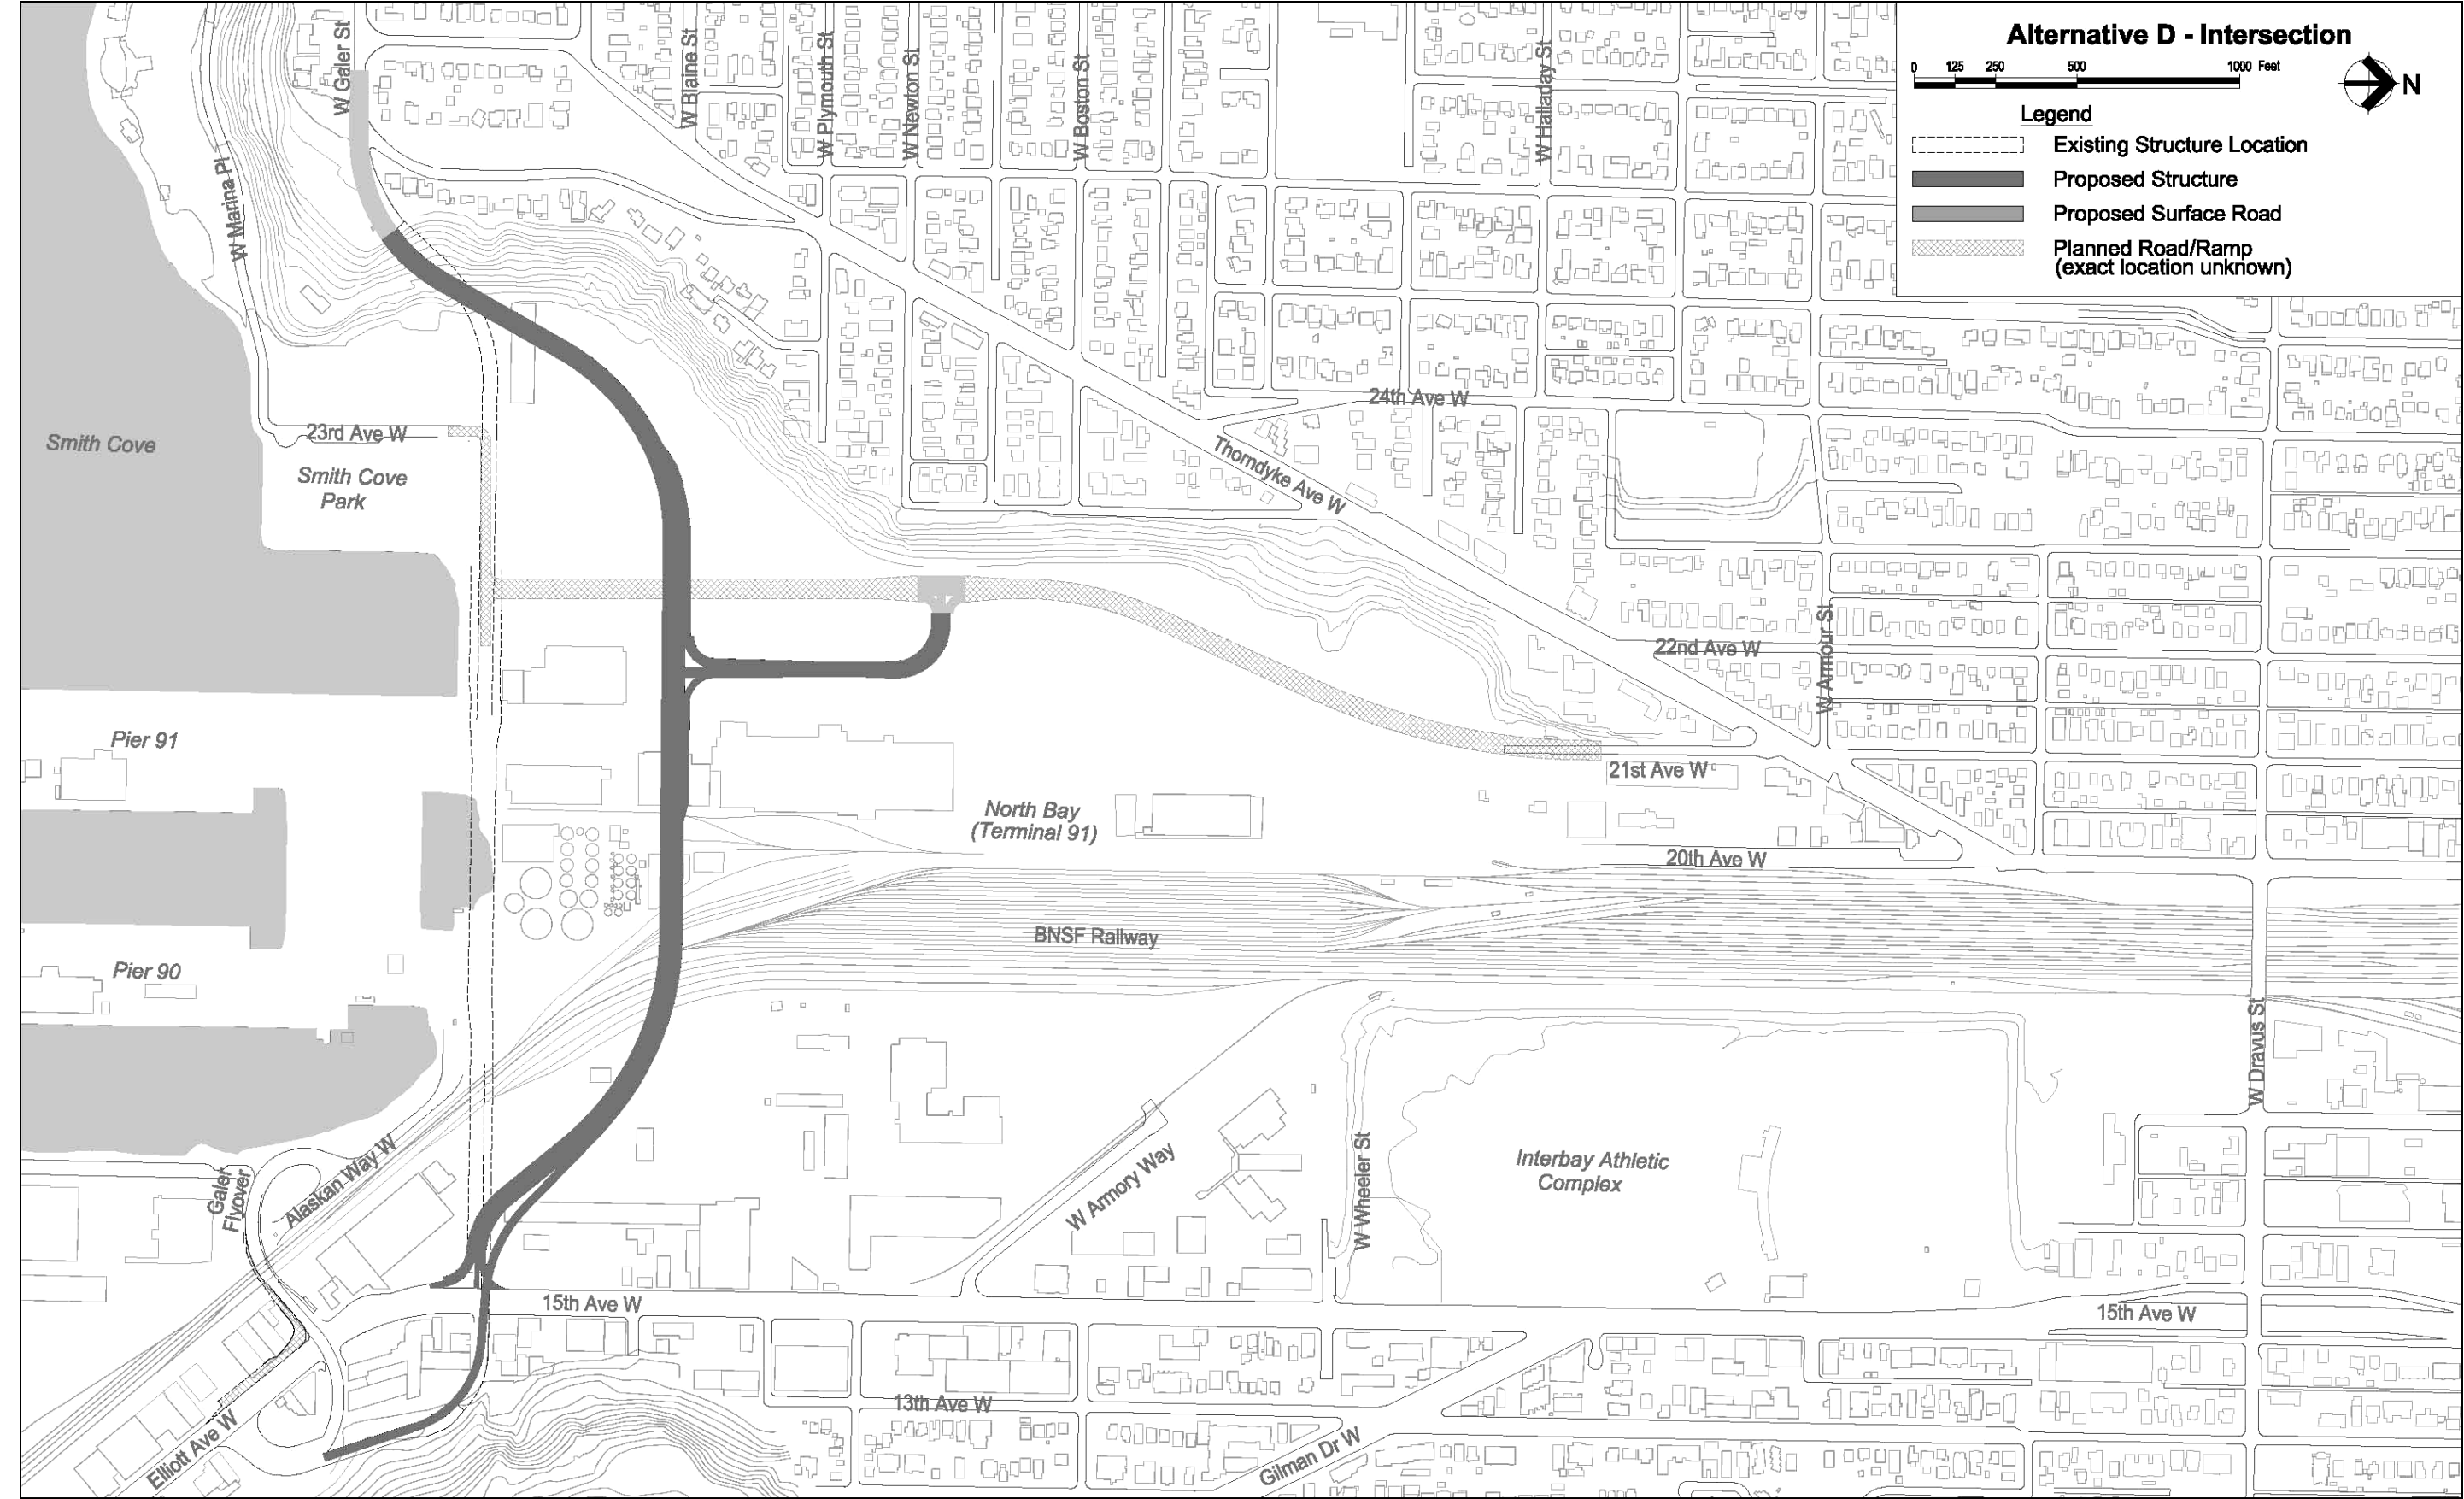 Alternative D - Intersection
0 125 250 500 1000 Feet
N
Legend
Existing Structure Location
Proposed Structure
Proposed Surface Road
Planned Road/Ramp
(exact location unknown)
W Galer St
W Blaine St
W Plymouth St
W Newton St
W Boston St
W Halladay St
W Marina Pl
24th Ave W
23rd Ave W
Smith Cove
Smith Cove
Park
Thorndyke Ave W
22nd Ave W
W Armour St
Pier 91
21st Ave W
North Bay
(Terminal 91)
20th Ave W
BNSF Railway
Pier 90
W Dravus St
Galer
Flyover
Alaskan Way W
W Armory Way
W Wheeler St
Interbay Athletic
Complex
15th Ave W
15th Ave W
13th Ave W
Elliott Ave W
Gilman Dr W